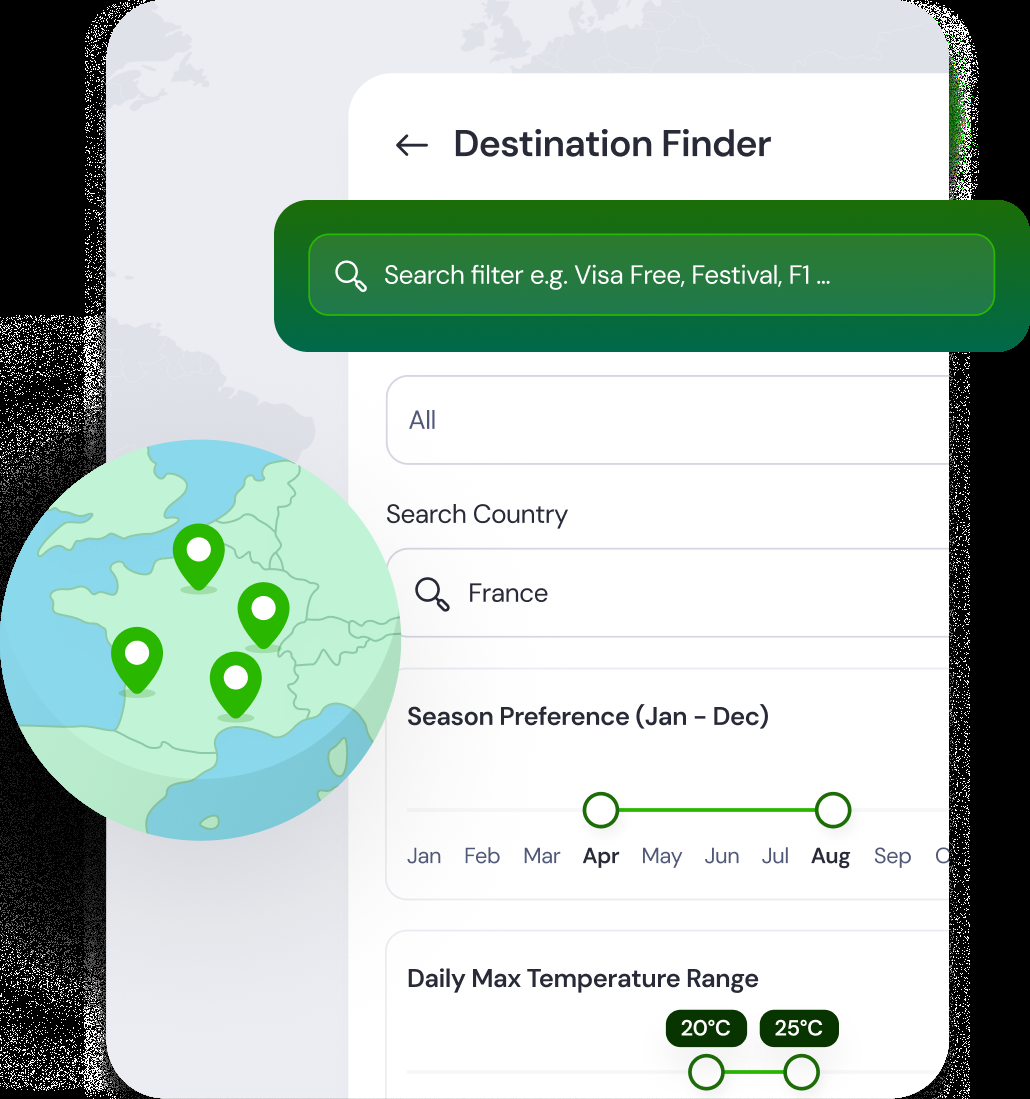 Destination Finder
Search filter e.g. Visa Free, Festival, F1 ...
All
Search Country
France
Season Preference (Jan – Dec)
Jan Feb Mar Apr May Jun Jul Aug Sep
Daily Max Temperature Range
20°C 25°C